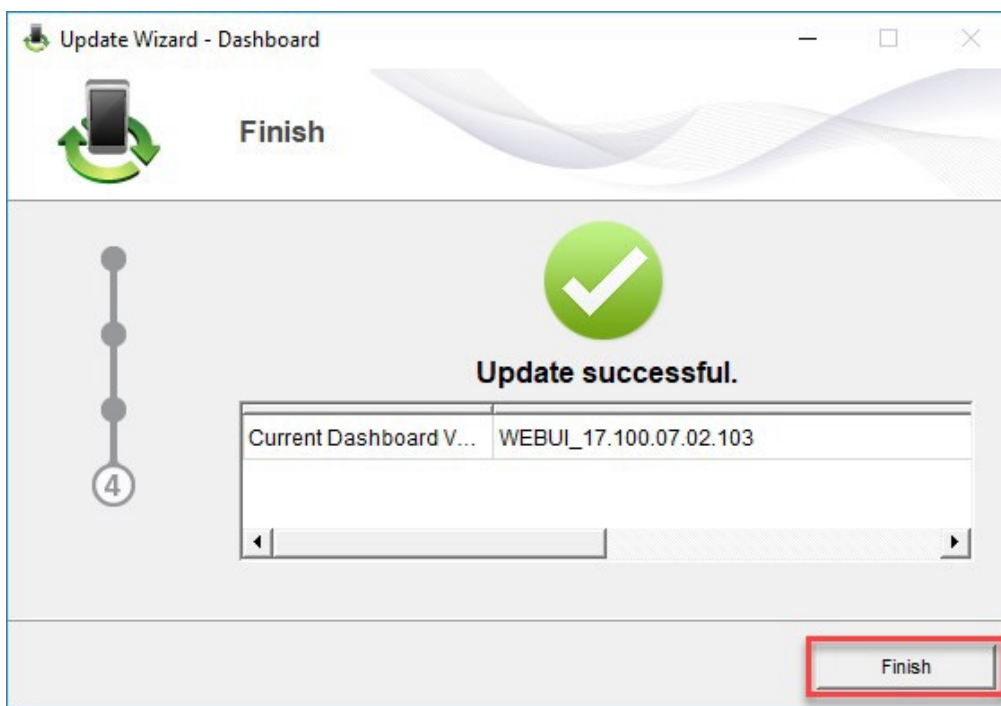 Update Wizard - Dashboard
Finish
Update successful.
Current Dashboard V... WEBUI_17.100.07.02.103
4
Finish